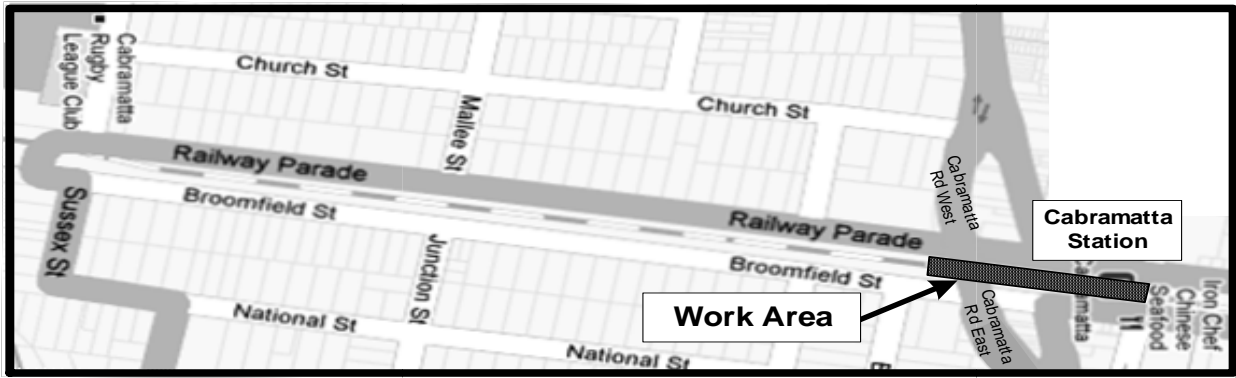 Cabramatta
Rugby
League Club
Church St
Church St
Mallee St
Railway Parade
Railway Parade
Broomfield St
Broomfield St
Sussex St
Junction St
National St
National St
Cabramatta
Rd West
Cabramatta
Rd East
Cabramatta
Station
Work Area
Cabramatta
Iron Chef
Chinese
Seafood